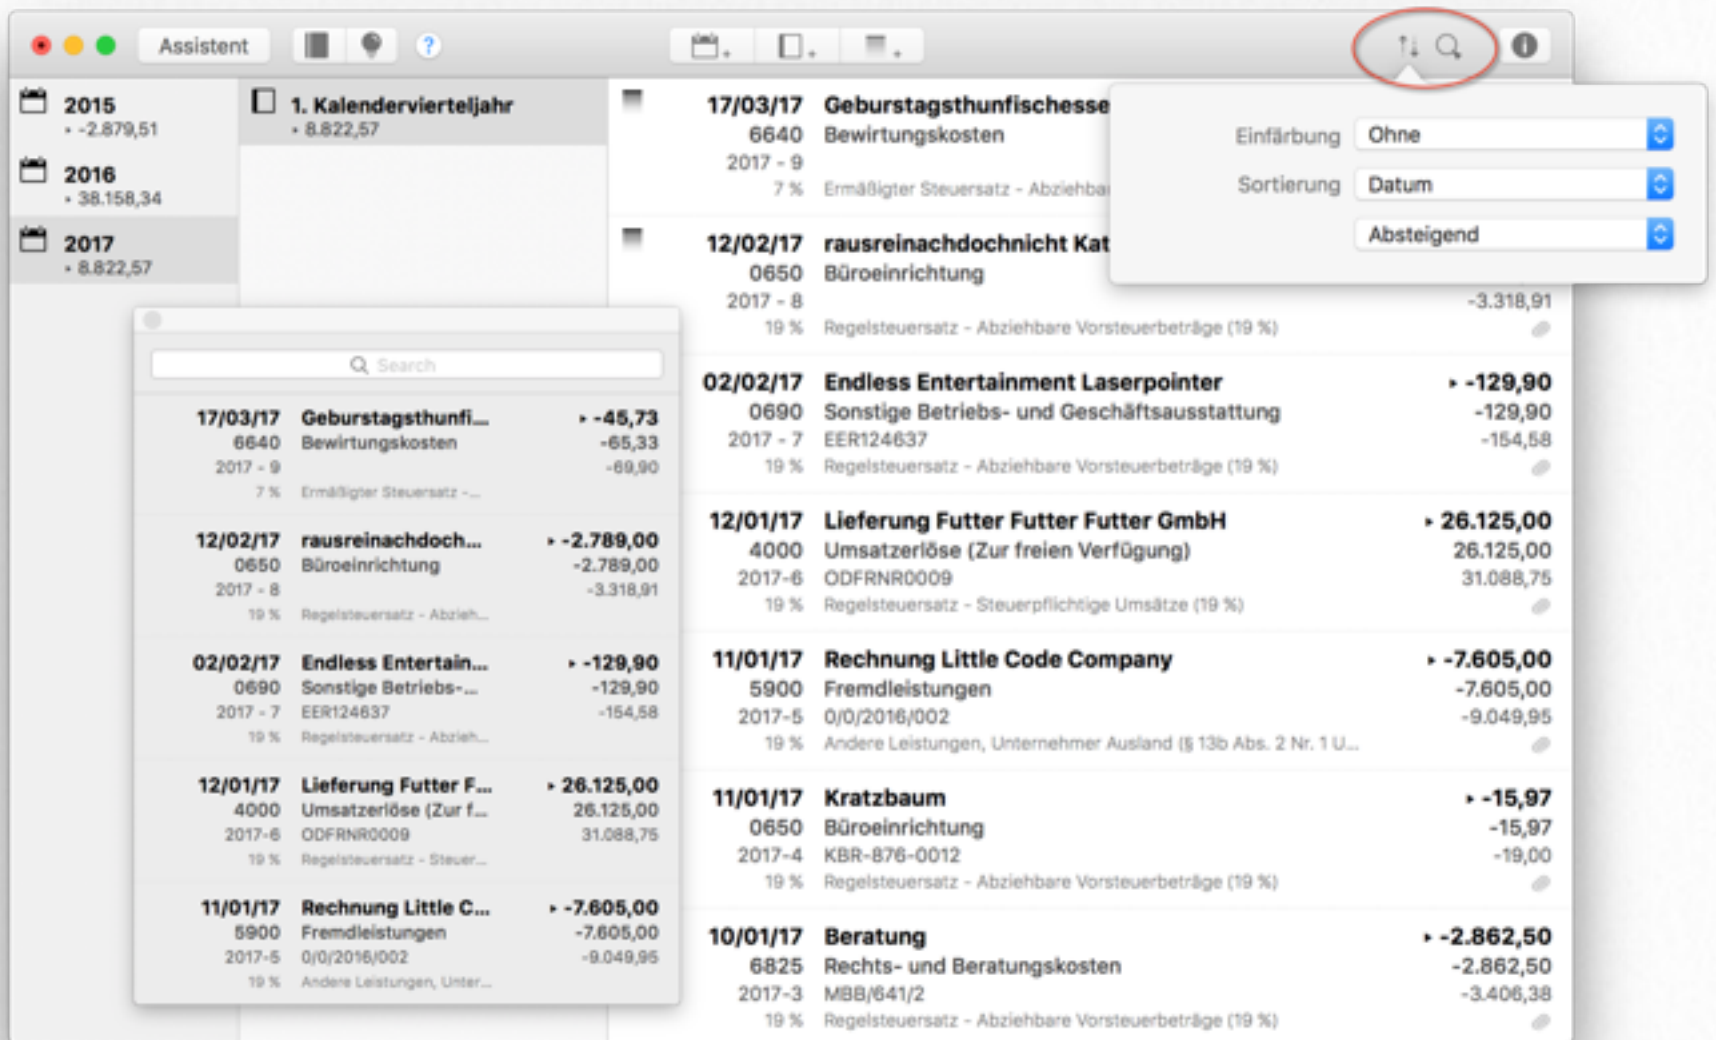 Assistent
?
2015
▸ -2.879,51
2016
▸ 38.158,34
2017
▸ 8.822,57
1. Kalendervierteljahr
▸ 8.822,57
17/03/17 Geburstagsthunfischesse
6640 Bewirtungskosten
2017 - 9
7 % Ermäßigter Steuersatz - Abziehbar
12/02/17 rausreinachdochnicht Kat
0650 Büroeinrichtung
2017 - 8 -3.318,91
19 % Regelsteuersatz - Abziehbare Vorsteuerbeträge (19 %)
02/02/17 Endless Entertainment Laserpointer ▸ -129,90
0690 Sonstige Betriebs- und Geschäftsausstattung -129,90
2017 - 7 EER124637 -154,58
19 % Regelsteuersatz - Abziehbare Vorsteuerbeträge (19 %)
12/01/17 Lieferung Futter Futter Futter GmbH ▸ 26.125,00
4000 Umsatzerlöse (Zur freien Verfügung) 26.125,00
2017-6 ODFRNR0009 31.088,75
19 % Regelsteuersatz - Steuerpflichtige Umsätze (19 %)
11/01/17 Rechnung Little Code Company ▸ -7.605,00
5900 Fremdleistungen -7.605,00
2017-5 0/0/2016/002 -9.049,95
19 % Andere Leistungen, Unternehmer Ausland (§ 13b Abs. 2 Nr. 1 U...
11/01/17 Kratzbaum ▸ -15,97
0650 Büroeinrichtung -15,97
2017-4 KBR-876-0012 -19,00
19 % Regelsteuersatz - Abziehbare Vorsteuerbeträge (19 %)
10/01/17 Beratung ▸ -2.862,50
6825 Rechts- und Beratungskosten -2.862,50
2017-3 MBB/641/2 -3.406,38
19 % Regelsteuersatz - Abziehbare Vorsteuerbeträge (19 %)
Einfärbung Ohne
Sortierung Datum
Absteigend
Search
17/03/17 Geburstagsthunfi... ▸ -45,73
6640 Bewirtungskosten -65,33
2017 - 9 -69,90
7 % Ermäßigter Steuersatz -...
12/02/17 rausreinachdoch... ▸ -2.789,00
0650 Büroeinrichtung -2.789,00
2017 - 8 -3.318,91
19 % Regelsteuersatz - Abzieh...
02/02/17 Endless Entertain... ▸ -129,90
0690 Sonstige Betriebs-... -129,90
2017 - 7 EER124637 -154,58
19 % Regelsteuersatz - Abzieh...
12/01/17 Lieferung Futter F... ▸ 26.125,00
4000 Umsatzerlöse (Zur f... 26.125,00
2017-6 ODFRNR0009 31.088,75
19 % Regelsteuersatz - Steuer...
11/01/17 Rechnung Little C... ▸ -7.605,00
5900 Fremdleistungen -7.605,00
2017-5 0/0/2016/002 -9.049,95
19 % Andere Leistungen, Unter...